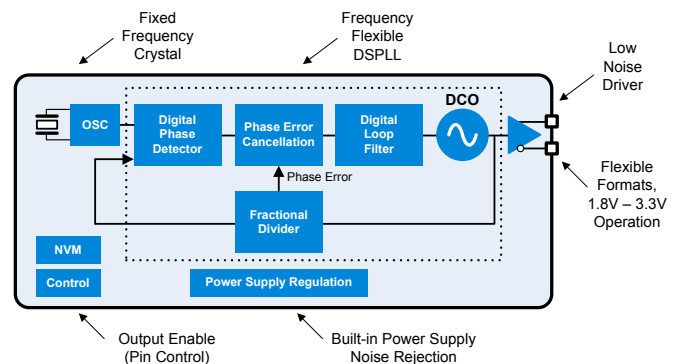 Fixed
Frequency
Crystal
Frequency
Flexible
DSPLL
Low
Noise
Driver
OSC
Digital
Phase
Detector
Phase Error
Cancellation
Digital
Loop
Filter
DCO
Phase Error
Fractional
Divider
Flexible
Formats,
1.8V – 3.3V
Operation
NVM
Control
Power Supply Regulation
Output Enable
(Pin Control)
Built-in Power Supply
Noise Rejection